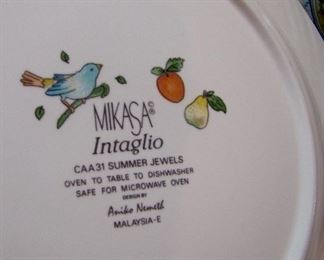 MIKASA ©
Intaglio
CAA31 SUMMER JEWELS
OVEN TO TABLE TO DISHWASHER
SAFE FOR MICROWAVE OVEN
DESIGN BY
Aniko Nemeth
MALAYSIA-E